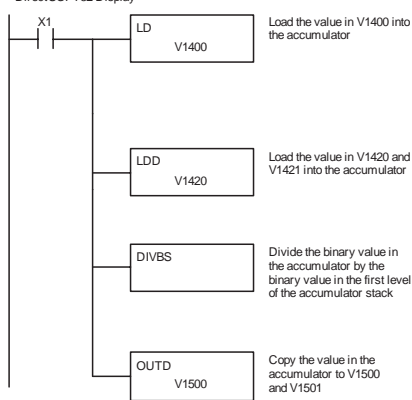 X1
LD
V1400
Load the value in V1400 into
the accumulator
LDD
V1420
Load the value in V1420 and
V1421 into the accumulator
DIVBS
Divide the binary value in
the accumulator by the
binary value in the first level
of the accumulator stack
OUTD
V1500
Copy the value in the
accumulator to V1500
and V1501